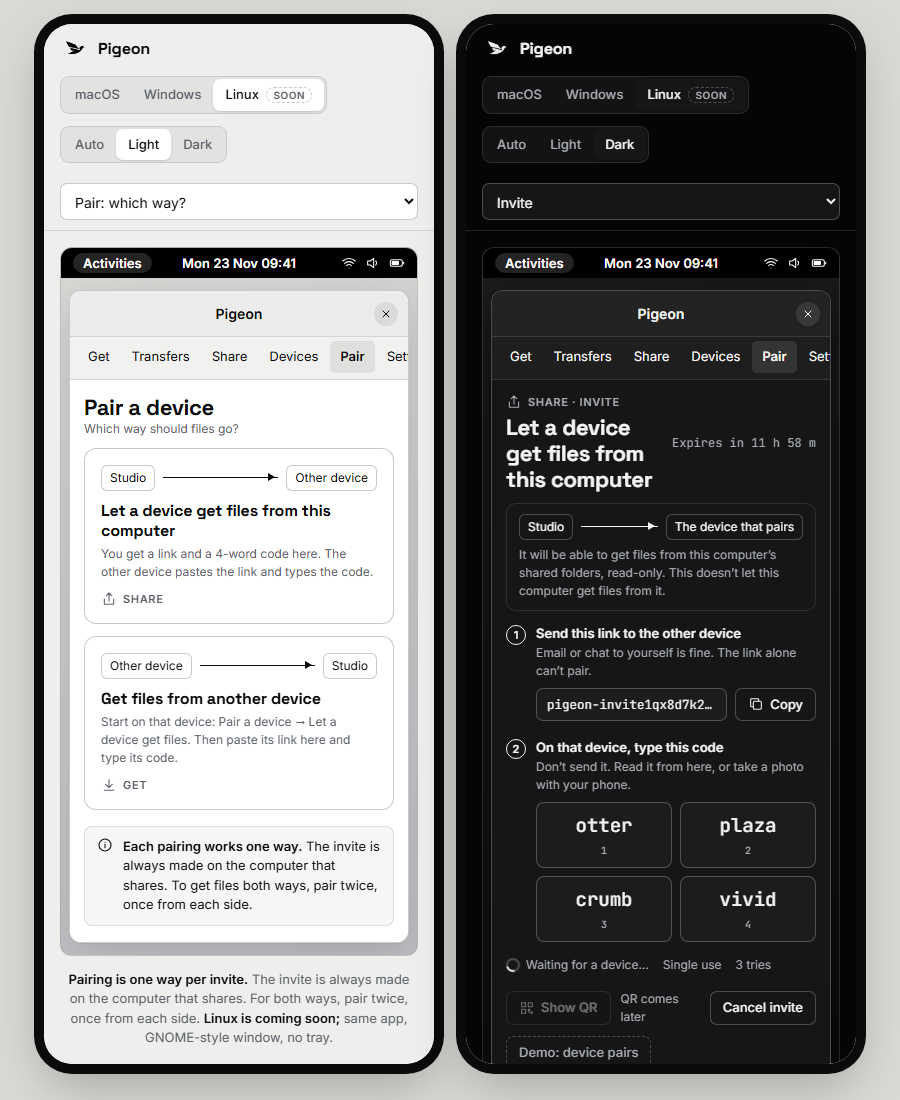 Pigeon
macOS Windows Linux SOON
Auto Light Dark
Pair: which way?
Activities Mon 23 Nov 09:41
Pigeon
Get Transfers Share Devices Pair Set
Pair a device
Which way should files go?
Studio Other device
Let a device get files from this
computer
You get a link and a 4-word code here. The
other device pastes the link and types the code.
SHARE
Other device Studio
Get files from another device
Start on that device: Pair a device → Let a
device get files. Then paste its link here and
type its code.
GET
Each pairing works one way. The invite is
always made on the computer that
shares. To get files both ways, pair twice,
once from each side.
Pairing is one way per invite. The invite is always made
on the computer that shares. For both ways, pair twice,
once from each side. Linux is coming soon; same app,
GNOME-style window, no tray.
Pigeon
macOS Windows Linux SOON
Auto Light Dark
Invite
Activities Mon 23 Nov 09:41
Pigeon
Get Transfers Share Devices Pair Set
SHARE · INVITE
Let a device
get files from
this computer
Expires in 11 h 58 m
Studio The device that pairs
It will be able to get files from this computer’s
shared folders, read-only. This doesn’t let this
computer get files from it.
1 Send this link to the other device
Email or chat to yourself is fine. The link alone
can’t pair.
pigeon-invite1qx8d7k2… Copy
2 On that device, type this code
Don’t send it. Read it from here, or take a photo
with your phone.
otter plaza
1 2
crumb vivid
3 4
Waiting for a device… Single use 3 tries
Show QR QR comes
later
Cancel invite
Demo: device pairs